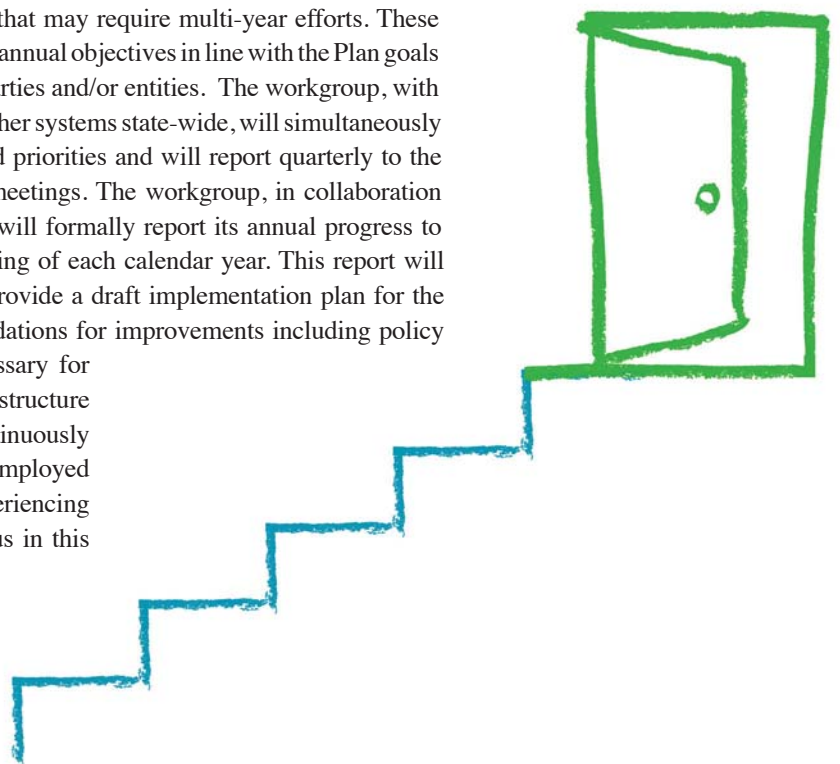 that may require multi-year efforts. These
annual objectives in line with the Plan goals
rties and/or entities. The workgroup, with
her systems state-wide, will simultaneously
d priorities and will report quarterly to the
meetings. The workgroup, in collaboration
will formally report its annual progress to
ing of each calendar year. This report will
rovide a draft implementation plan for the
dations for improvements including policy
ssary for
structure
inuously
mployed
eriencing
us in this